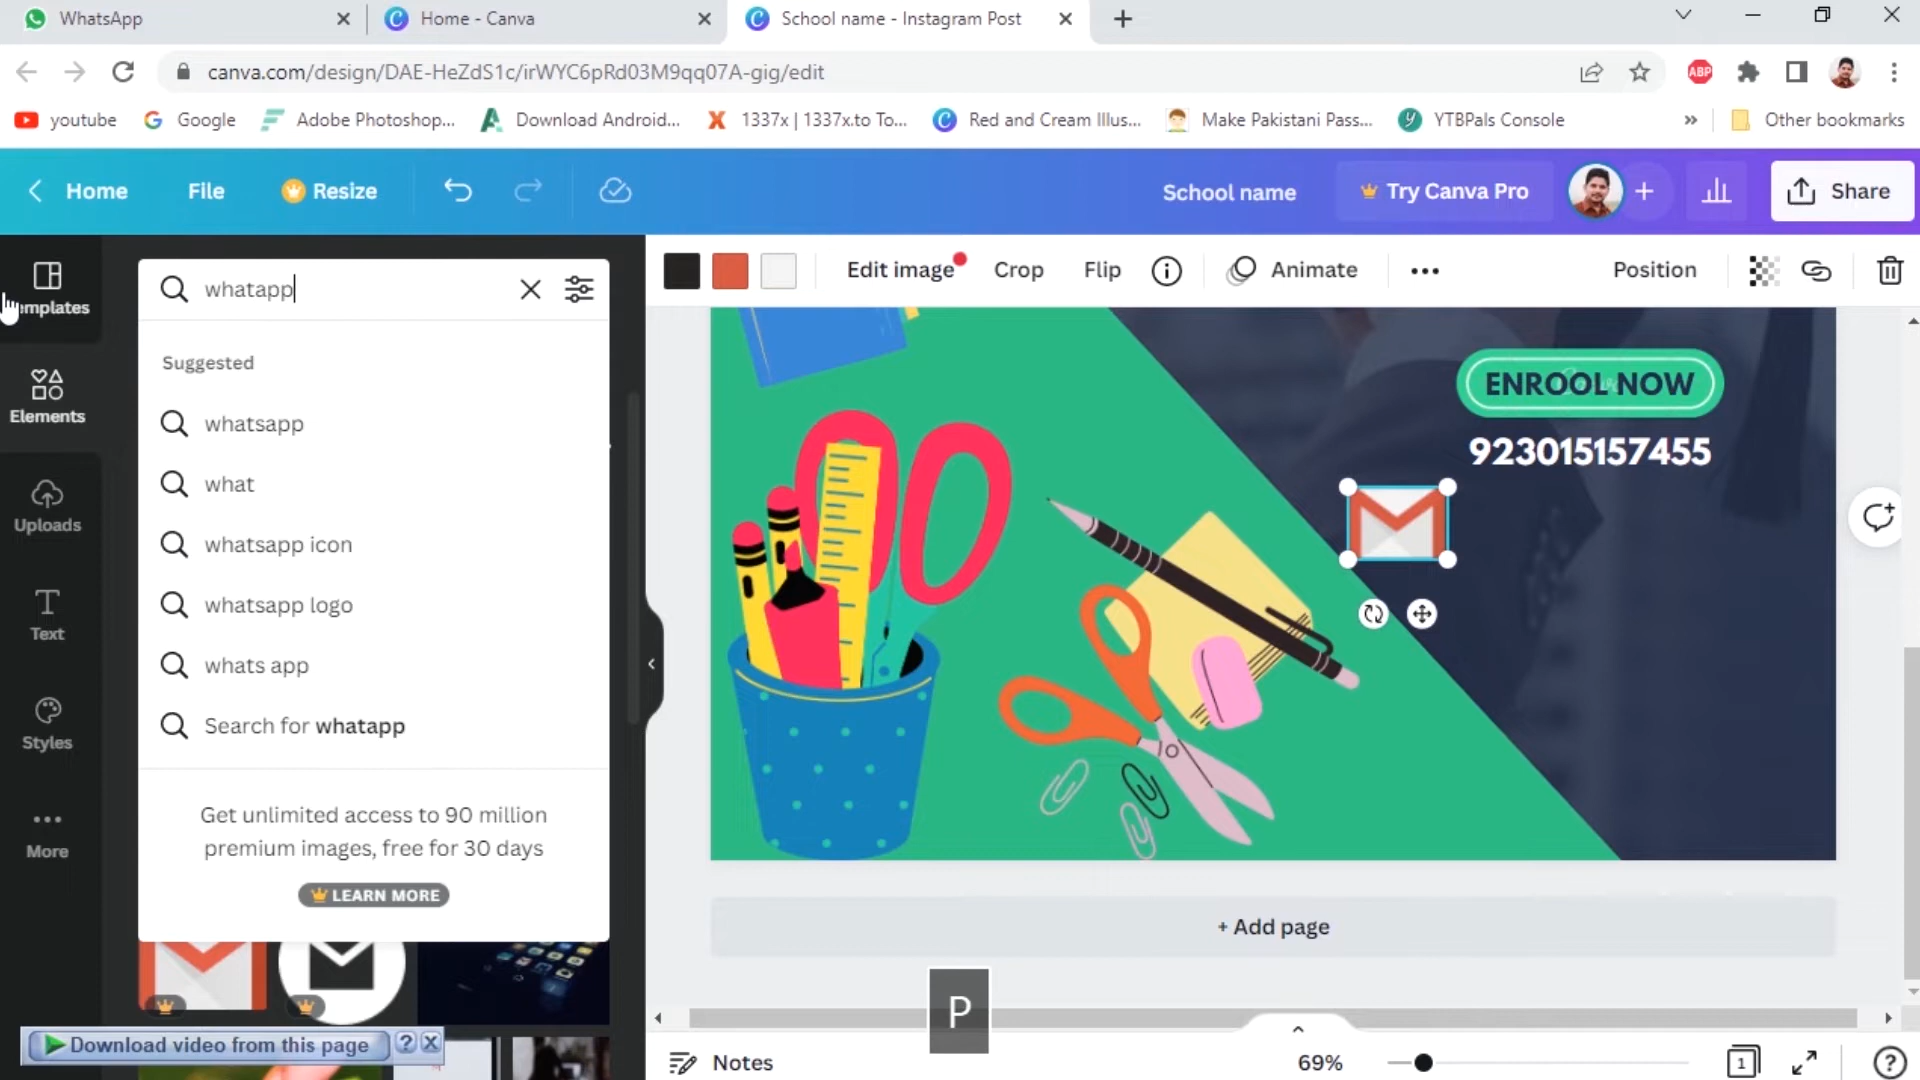 WhatsApp
Home - Canva
School name - Instagram Post
canva.com/design/DAE-HeZdS1c/irWYC6pRd03M9qq07A-gig/edit
ABP
youtube
Google
Adobe Photoshop...
Download Android...
1337x | 1337x.to To...
Red and Cream Illus...
Make Pakistani Pass...
YTBPals Console
Other bookmarks
Home
File
Resize
School name
Try Canva Pro
Share
Templates
whatapp
Edit image
Crop
Flip
Animate
Position
Suggested
whatsapp
what
whatsapp icon
whatsapp logo
whats app
Search for whatapp
Get unlimited access to 90 million
premium images, free for 30 days
LEARN MORE
Elements
Uploads
Text
Styles
More
ENROOL NOW
923015157455
+ Add page
P
Download video from this page
?
Notes
69%
1
?